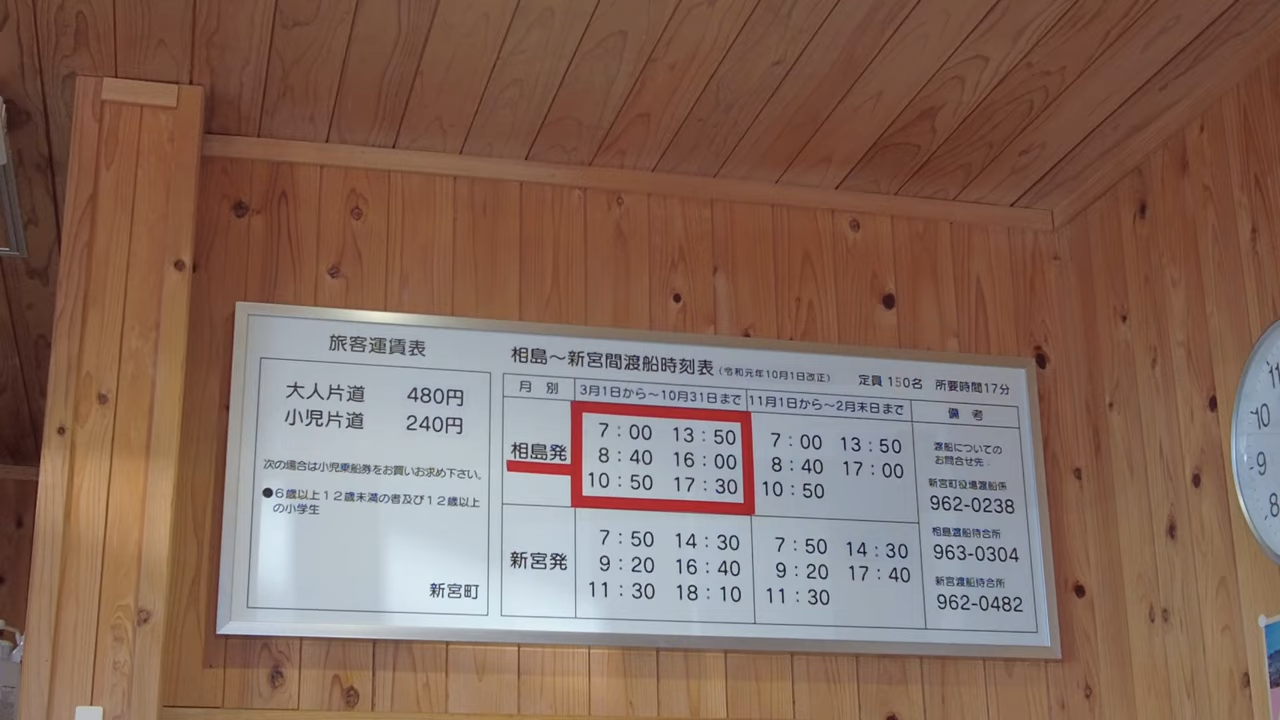 旅客運賃表
大人片道 480円
小児片道 240円
次の場合は小児乗船券をお買いお求め下さい。
●6歳以上12歳未満の者及び12歳以上
の小学生
新宮町
相島～新宮間渡船時刻表(令和元年10月1日改正) 定員 150名 所要時間17分
月 別 3月1日から～10月31日まで 11月1日から～2月末日まで 備 考
相島発
7:00 13:50
8:40 16:00
10:50 17:30
7:00 13:50
8:40 17:00
10:50
新宮発
7:50 14:30
9:20 16:40
11:30 18:10
7:50 14:30
9:20 17:40
11:30
渡船についての
お問合せ先
新宮町役場渡船係
962-0238
相島渡船待合所
963-0304
新宮渡船待合所
962-0482
11
10
9
8